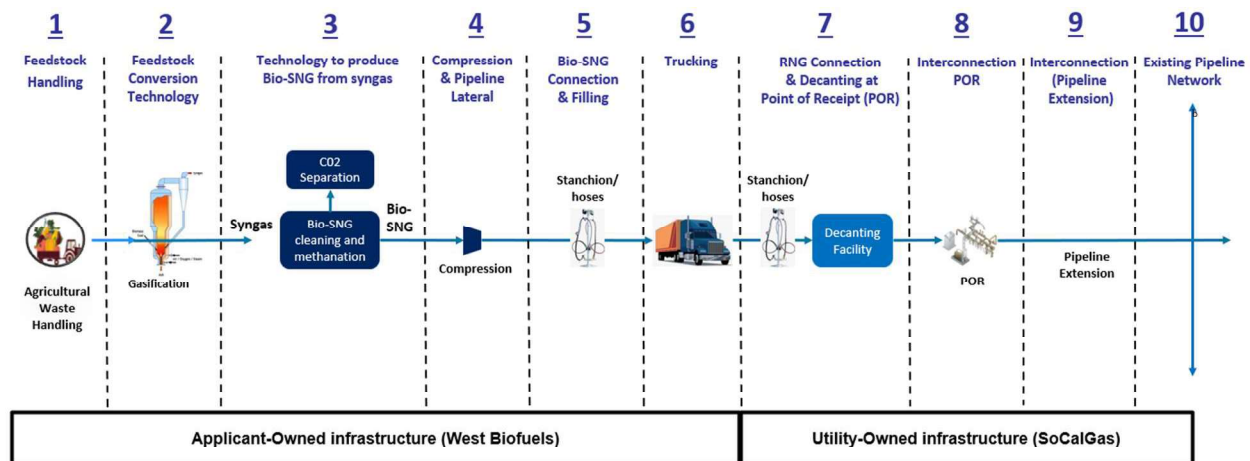 1
Feedstock
Handling
2
Feedstock
Conversion
Technology
3
Technology to produce
Bio-SNG from syngas
4
Compression
& Pipeline
Lateral
5
Bio-SNG
Connection
& Filling
6
Trucking
7
RNG Connection
& Decanting at
Point of Receipt (POR)
8
Interconnection
POR
9
Interconnection
(Pipeline
Extension)
10
Existing Pipeline
Network
Agricultural
Waste
Handling
Gasification
Syngas
C02
Separation
Bio-SNG
cleaning and
methanation
Bio-
SNG
Compression
Stanchion/
hoses
Stanchion/
hoses
Decanting
Facility
POR
Pipeline
Extension
Applicant-Owned infrastructure (West Biofuels)
Utility-Owned infrastructure (SoCalGas)